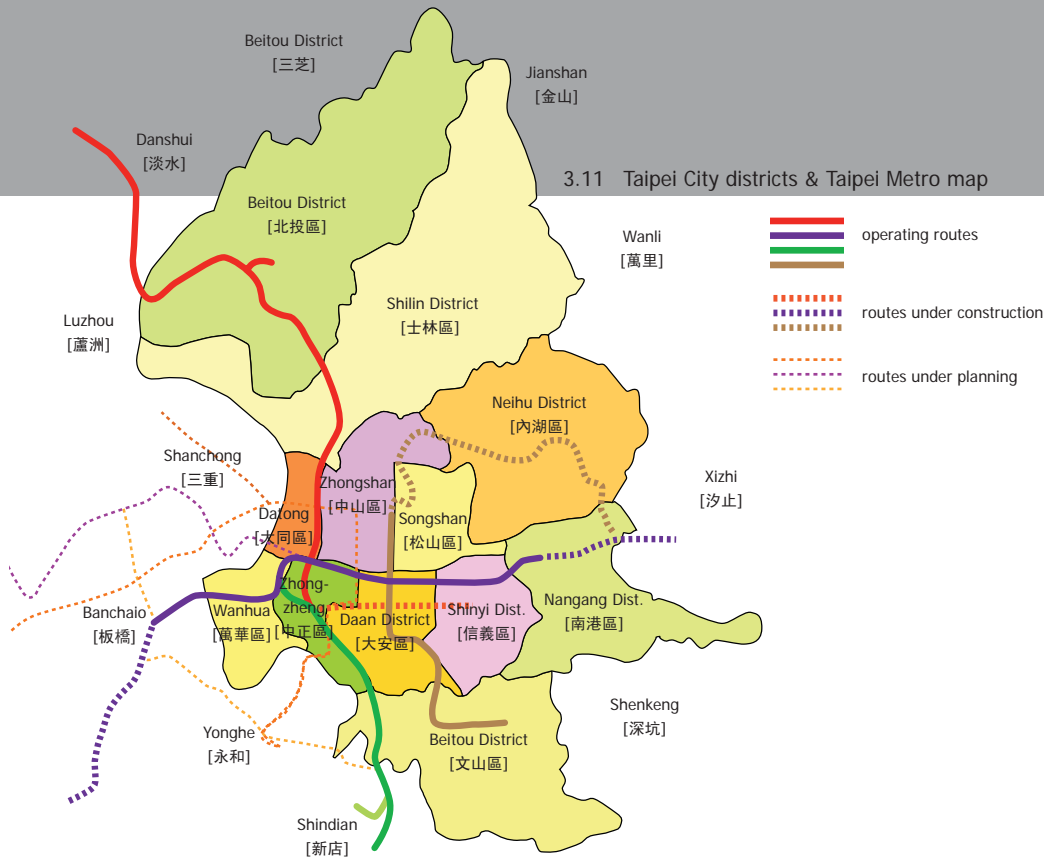 Beitou District
[三芝]
Jianshan
[金山]
Danshui
[淡水]
3.11 Taipei City districts & Taipei Metro map
Beitou District
[北投區]
Wanli
[萬里]
operating routes
Shilin District
[士林區]
routes under construction
Luzhou
[蘆洲]
routes under planning
Neihu District
[內湖區]
Shanchong
[三重]
Zhongshan
[中山區]
Xizhi
[汐止]
Datong
[大同區]
Songshan
[松山區]
Zhong-
zheng
[中正區]
Banchaio
[板橋]
Wanhua
[萬華區]
Daan District
[大安區]
Shinyi Dist.
[信義區]
Nangang Dist.
[南港區]
Shenkeng
[深坑]
Yonghe
[永和]
Beitou District
[文山區]
Shindian
[新店]